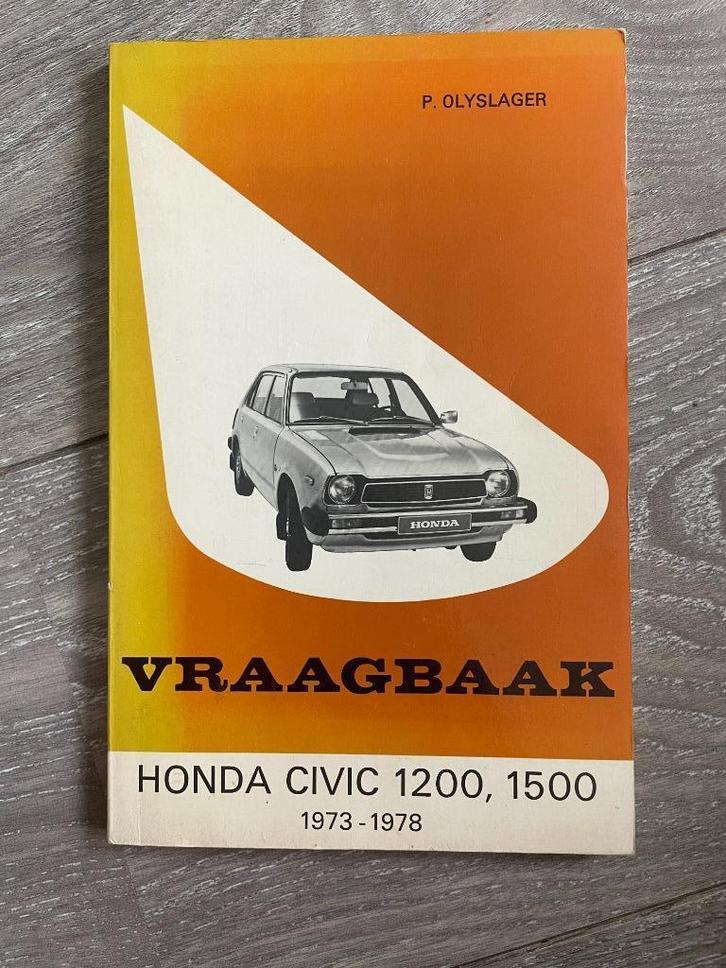 P. OLYSLAGER
HONDA
VRAAGBAAK
HONDA CIVIC 1200, 1500
1973-1978